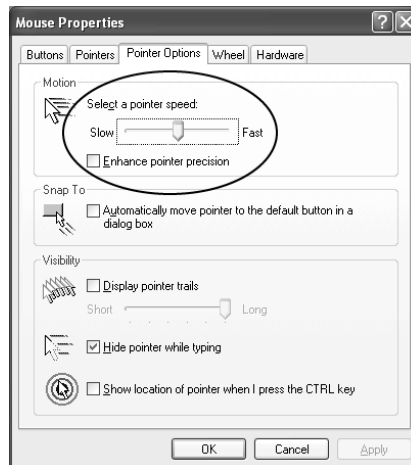 Mouse Properties
Buttons Pointers Pointer Options Wheel Hardware
Motion
Select a pointer speed:
Slow Fast
Enhance pointer precision
Snap To
Automatically move pointer to the default button in a
dialog box
Visibility
Display pointer trails
Short Long
Hide pointer while typing
Show location of pointer when I press the CTRL key
OK Cancel Apply